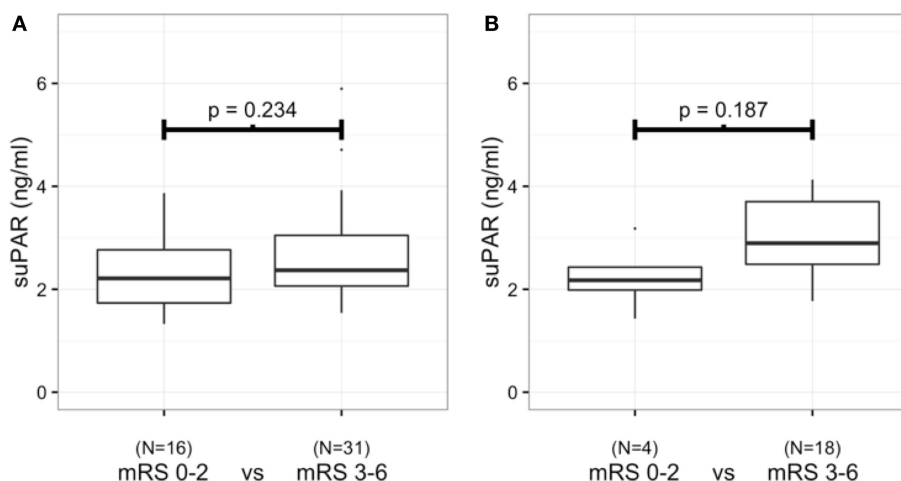 A
suPAR (ng/ml)
6
4
2
0
p = 0.234
(N=16) (N=31)
mRS 0-2 vs mRS 3-6
B
suPAR (ng/ml)
6
4
2
0
p = 0.187
(N=4) (N=18)
mRS 0-2 vs mRS 3-6